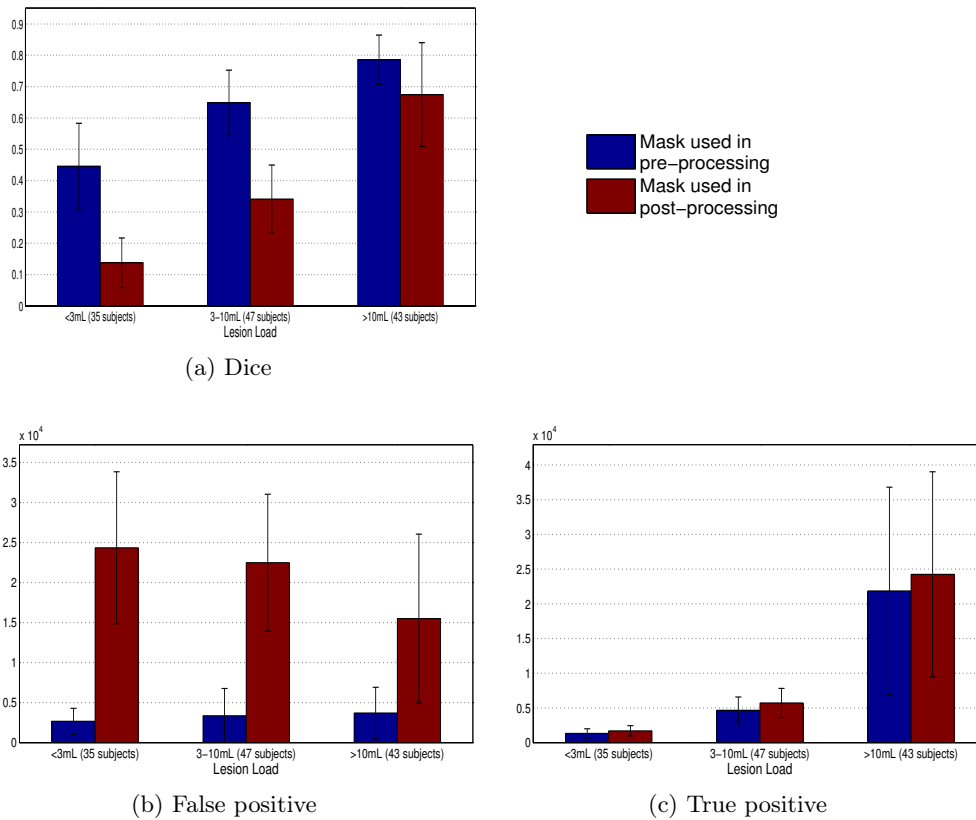 0.9
0.8
0.7
0.6
0.5
0.4
0.3
0.2
0.1
0
<3mL (35 subjects) 3−10mL (47 subjects) >10mL (43 subjects)
Lesion Load
(a) Dice
Mask used in
pre−processing
Mask used in
post−processing
x 10^4
3.5
3
2.5
2
1.5
1
0.5
0
<3mL (35 subjects) 3−10mL (47 subjects) >10mL (43 subjects)
Lesion Load
(b) False positive
x 10^4
4
3.5
3
2.5
2
1.5
1
0.5
0
<3mL (35 subjects) 3−10mL (47 subjects) >10mL (43 subjects)
Lesion Load
(c) True positive